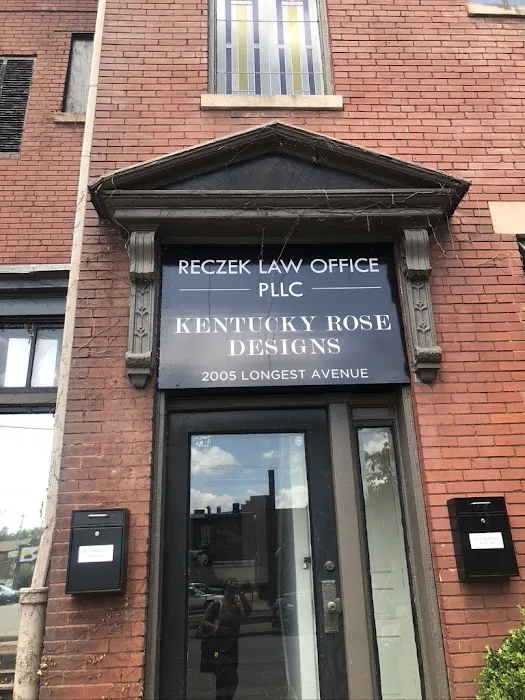 RECZEK LAW OFFICE
PLLC
KENTUCKY ROSE
DESIGNS
2005 LONGEST AVENUE